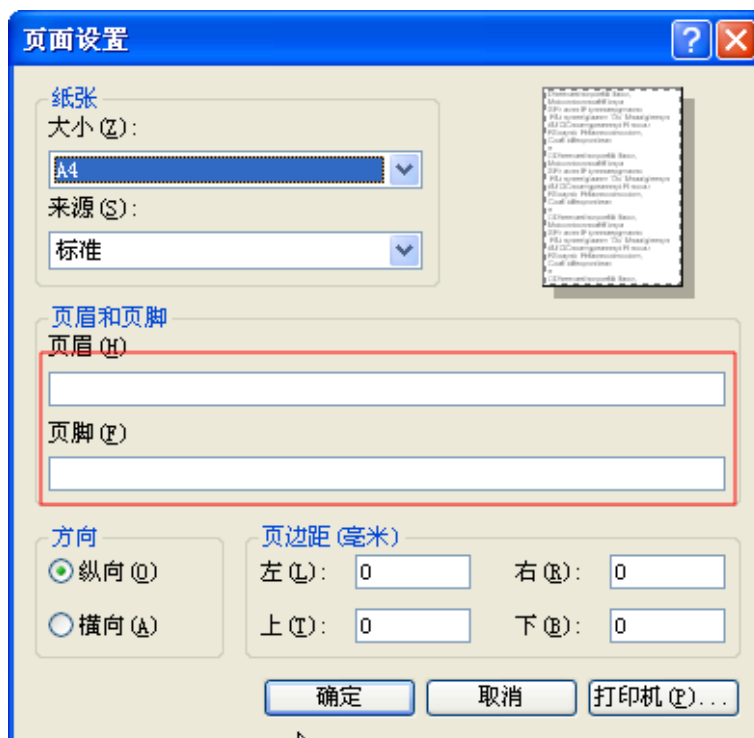 页面设置
纸张
大小(Z):
A4
来源(S):
标准
页眉和页脚
页眉(H)
页脚(F)
方向
纵向(O)
横向(A)
页边距(毫米)
左(L): 0 右(R): 0
上(T): 0 下(B): 0
确定 取消 打印机(P)...